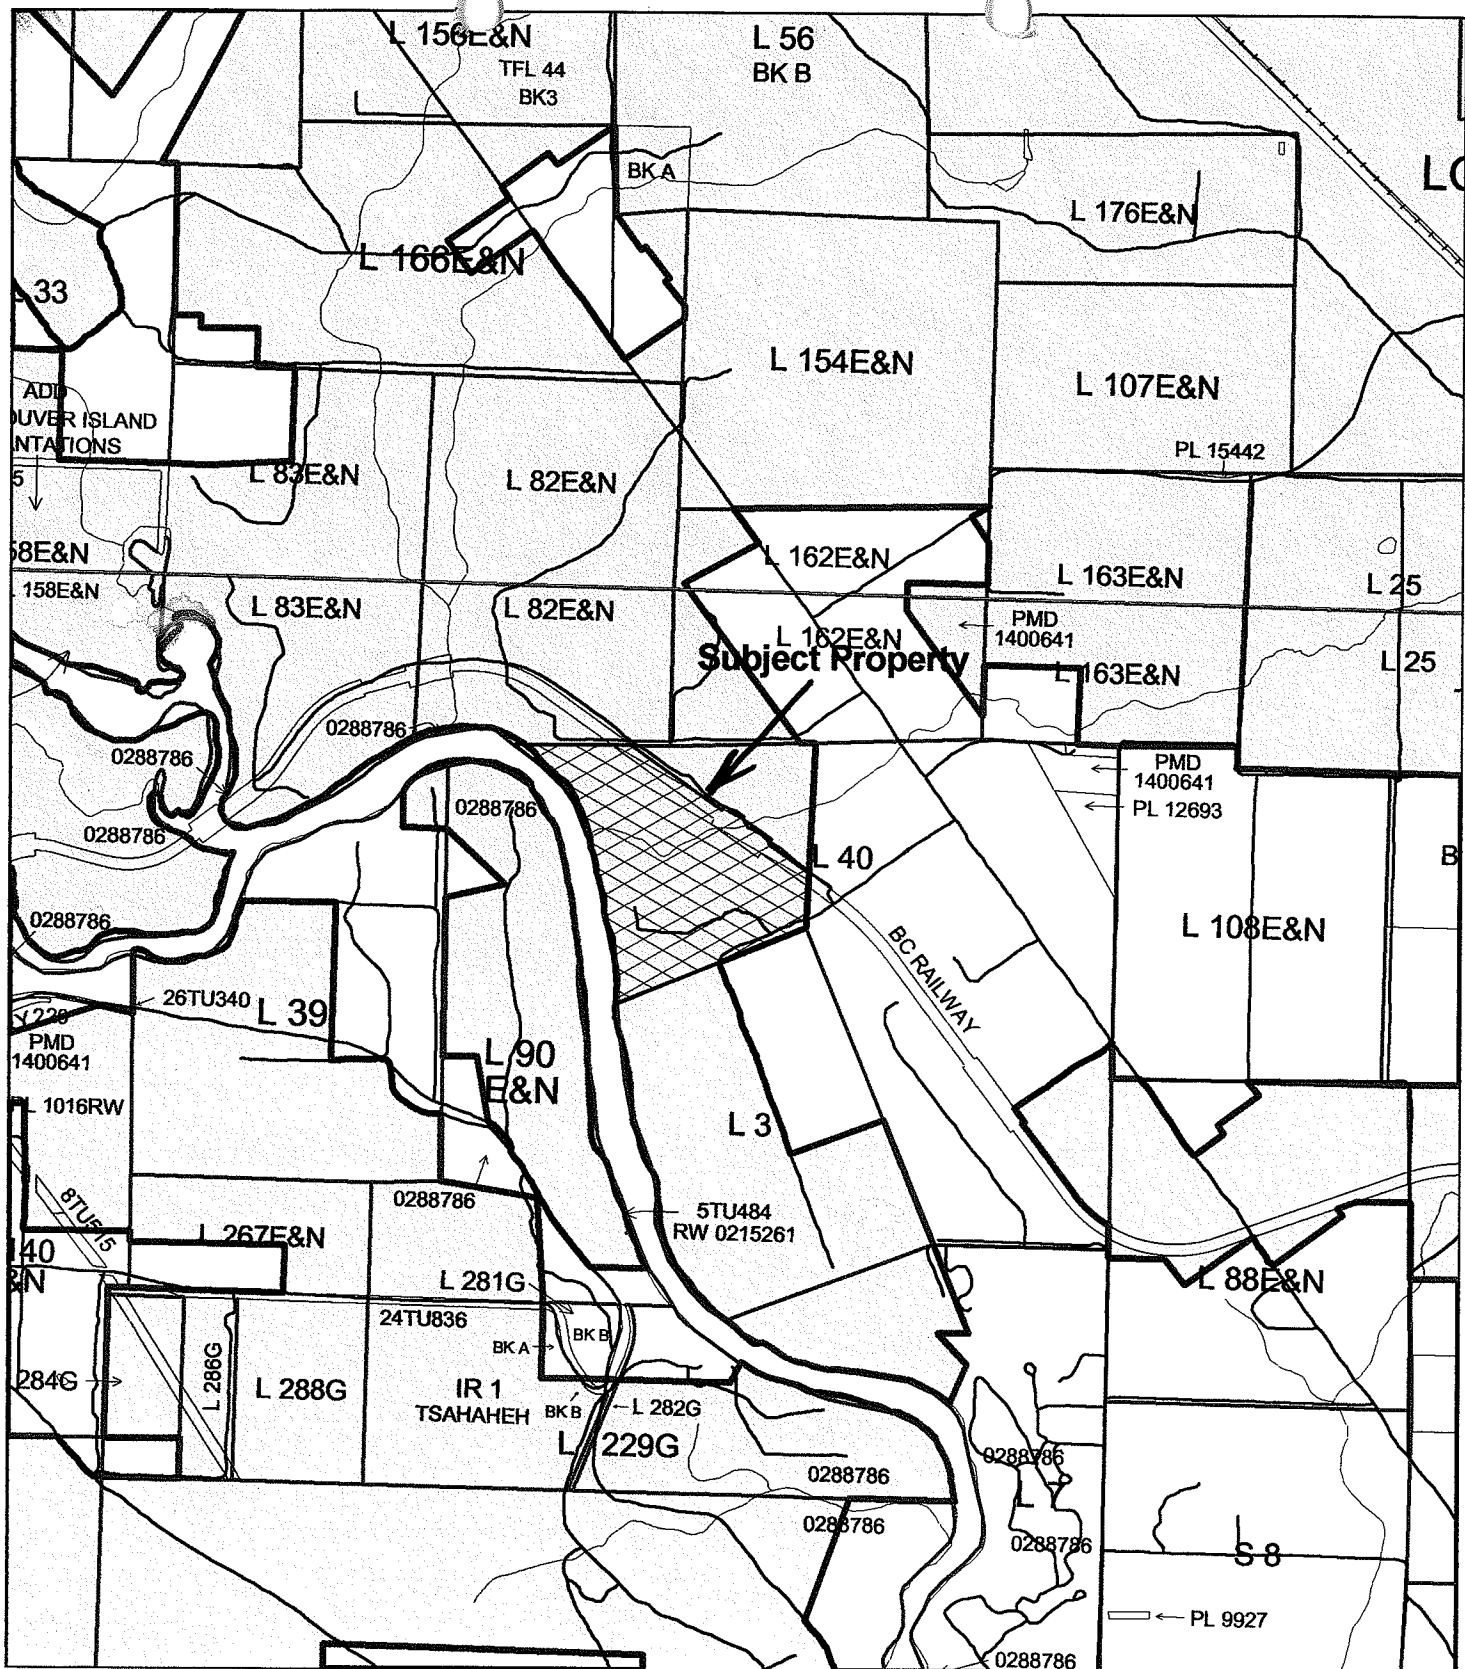 L 156E&N
TFL 44
BK3
L 56
BK B
BK A
L 176E&N
L 166E&N
33
L 154E&N
L 107E&N
ADD
OUVER ISLAND
NTATIONS
PL 15442
L 83E&N
L 82E&N
5
58E&N
L 162E&N
L 163E&N
L 25
158E&N
L 83E&N
L 82E&N
PMD
1400641
L 162E&N
Subject Property
L 25
L 163E&N
0288786
0288786
PMD
1400641
0288786
PL 12693
0288786
L 40
B
0288786
L 108E&N
BC RAILWAY
26TU340
L 39
PMD
1400641
L 90
E&N
L 1016RW
L 3
0288786
8TU515
5TU484
RW 0215261
L 267E&N
140
&N
L 281G
L 88E&N
24TU836
BK B
BK A
284G
L 286G
L 288G
IR 1
TSAHAHEH
BK B
L 282G
L 229G
0288786
0288786
0288786
0288786
S 8
PL 9927
0288786